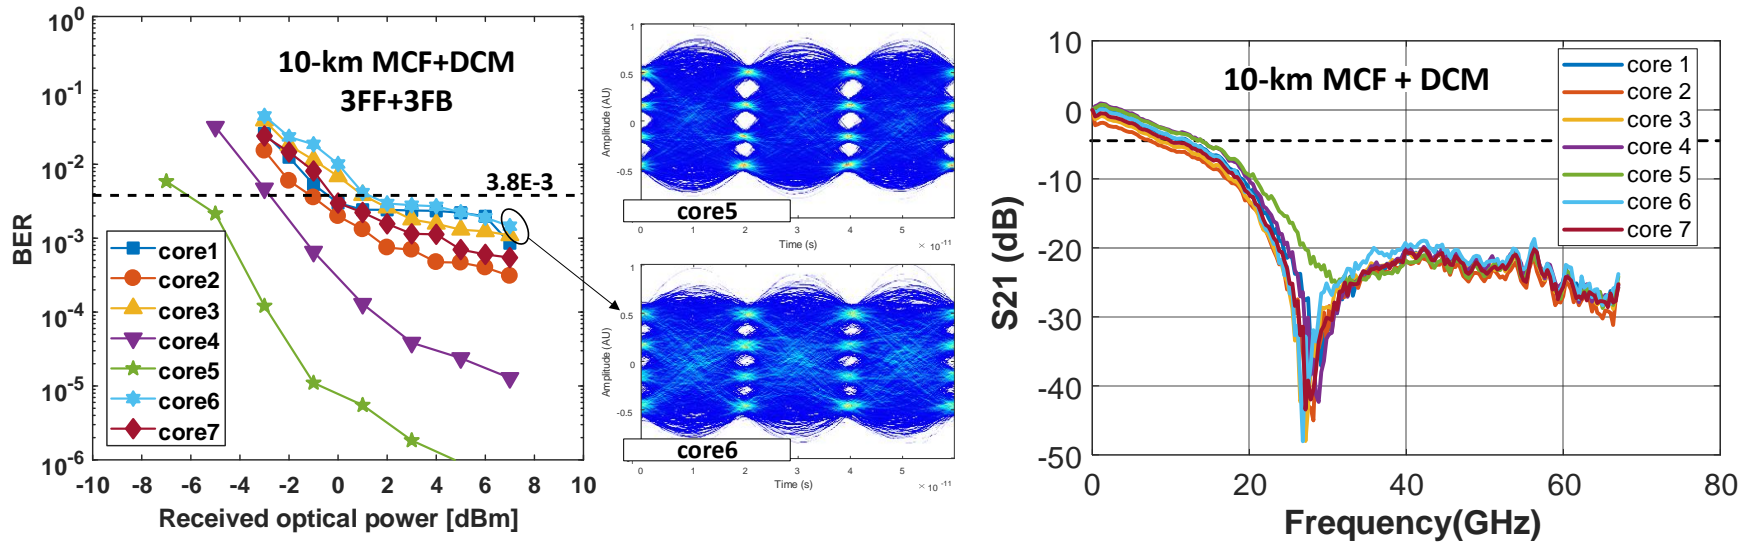 10^0
10^-1
10^-2
10^-3
10^-4
10^-5
10^-6
BER
10-km MCF+DCM
3FF+3FB
3.8E-3
core1
core2
core3
core4
core5
core6
core7
-10 -8 -6 -4 -2 0 2 4 6 8 10
Received optical power [dBm]
1
0.5
0
-0.5
Amplitude (AU)
core5
0 1 2 3 4 5
Time (s)
× 10^-11
1
0.5
0
-0.5
Amplitude (AU)
core6
0 1 2 3 4 5
Time (s)
× 10^-11
10
0
-10
-20
-30
-40
-50
S21 (dB)
10-km MCF + DCM
core 1
core 2
core 3
core 4
core 5
core 6
core 7
0 20 40 60 80
Frequency(GHz)